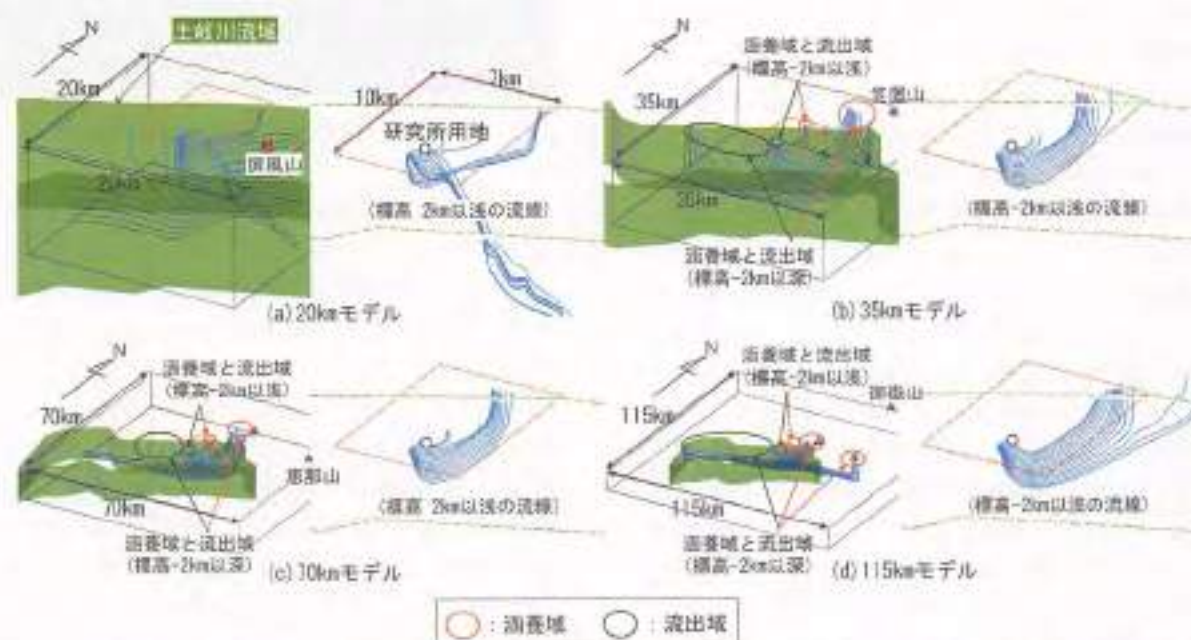 N
土岐川流域
20km
20km
屏風山
(a)20kmモデル
10km
7km
研究所用地
(標高 2km以浅の流線)
N
涵養域と流出域
(標高-2km以浅)
笠置山
35km
35km
涵養域と流出域
(標高-2km以深)
(b)35kmモデル
(標高-2km以浅の流線)
N
涵養域と流出域
(標高-2km以浅)
70km
恵那山
70km
涵養域と流出域
(標高-2km以深)
(c)70kmモデル
(標高 2km以浅の流線)
N
涵養域と流出域
(標高-2km以浅)
御嶽山
115km
115km
涵養域と流出域
(標高-2km以深)
(d)115kmモデル
(標高-2km以浅の流線)
:涵養域 :流出域